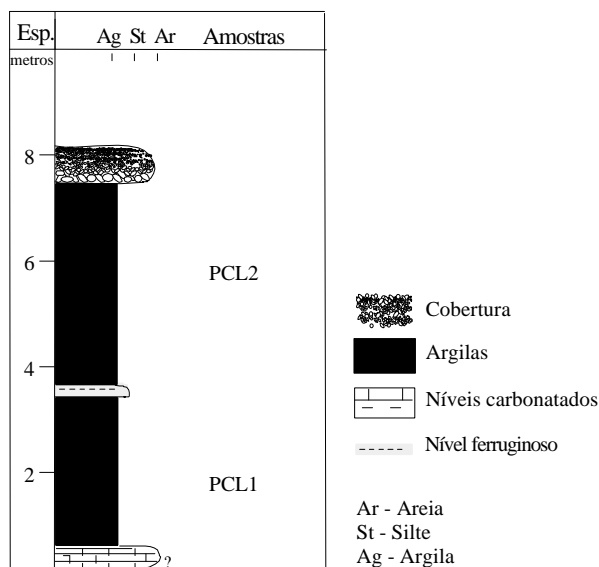 Esp. Ag St Ar Amostras
metros
8
6
PCL2
4
2
PCL1
?
Cobertura
Argilas
Níveis carbonatados
Nível ferruginoso
Ar - Areia
St - Silte
Ag - Argila